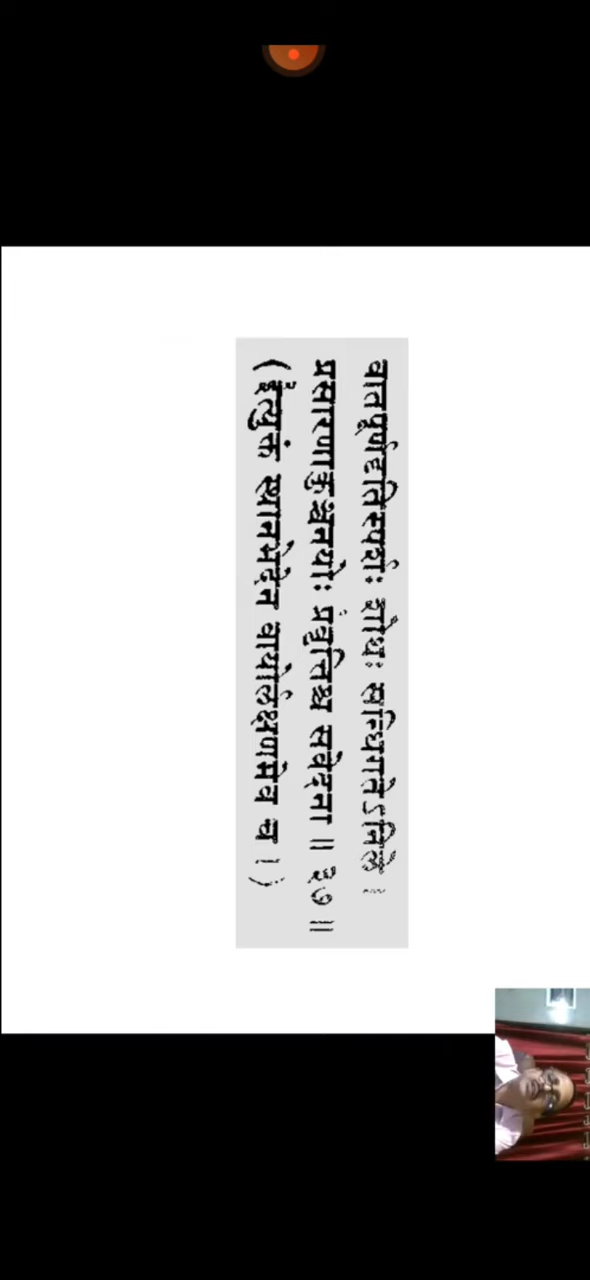 वातपूर्णदृतिस्पर्शः शोथः सन्धिगतेऽनिले ।
प्रसारणाकुञ्चनयोः प्रवृत्तिश्च सवेदना ॥ ३७ ॥
(इत्युक्तं स्थानभेदेन वायोर्लक्षणमेव च ।)